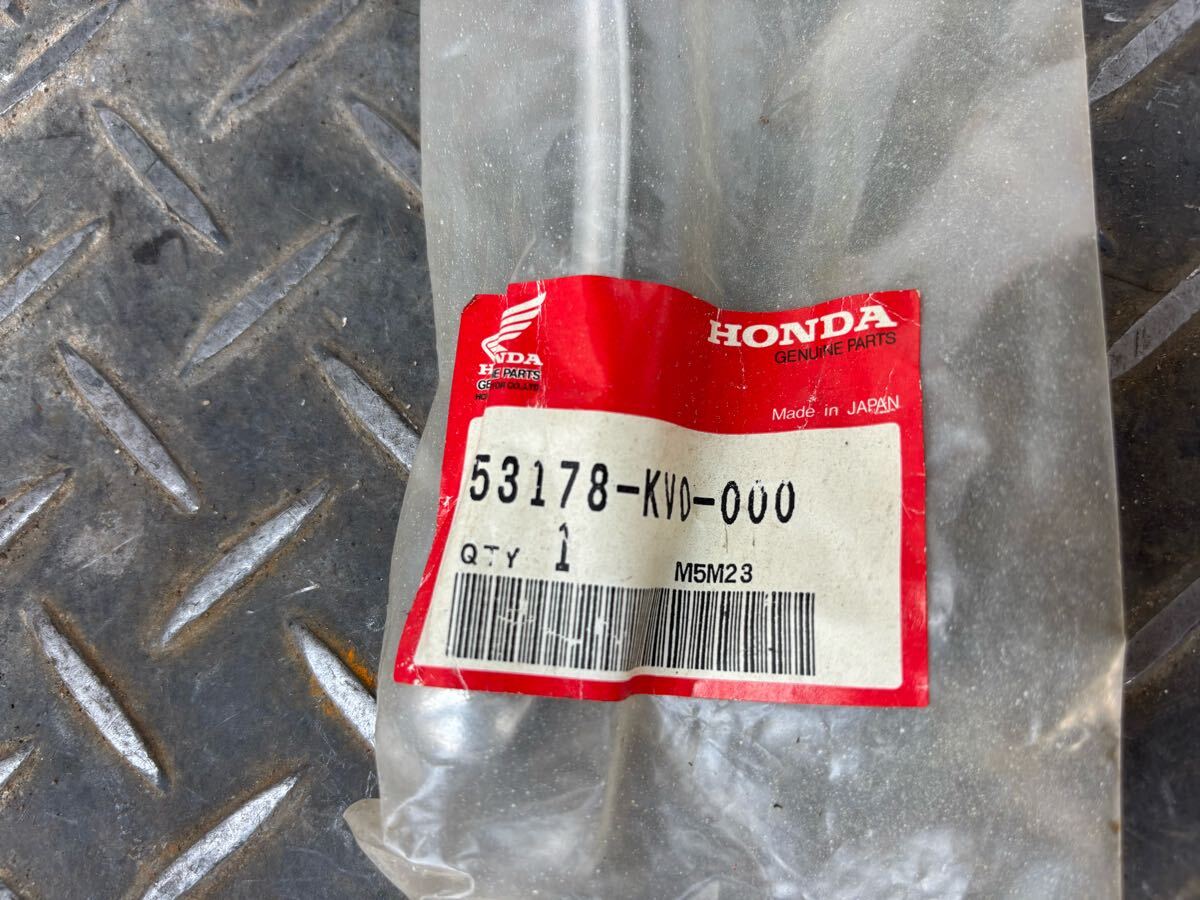 HONDA
GENUINE PARTS
Made in JAPAN
53178-KV0-000
QTY 1
M5M23